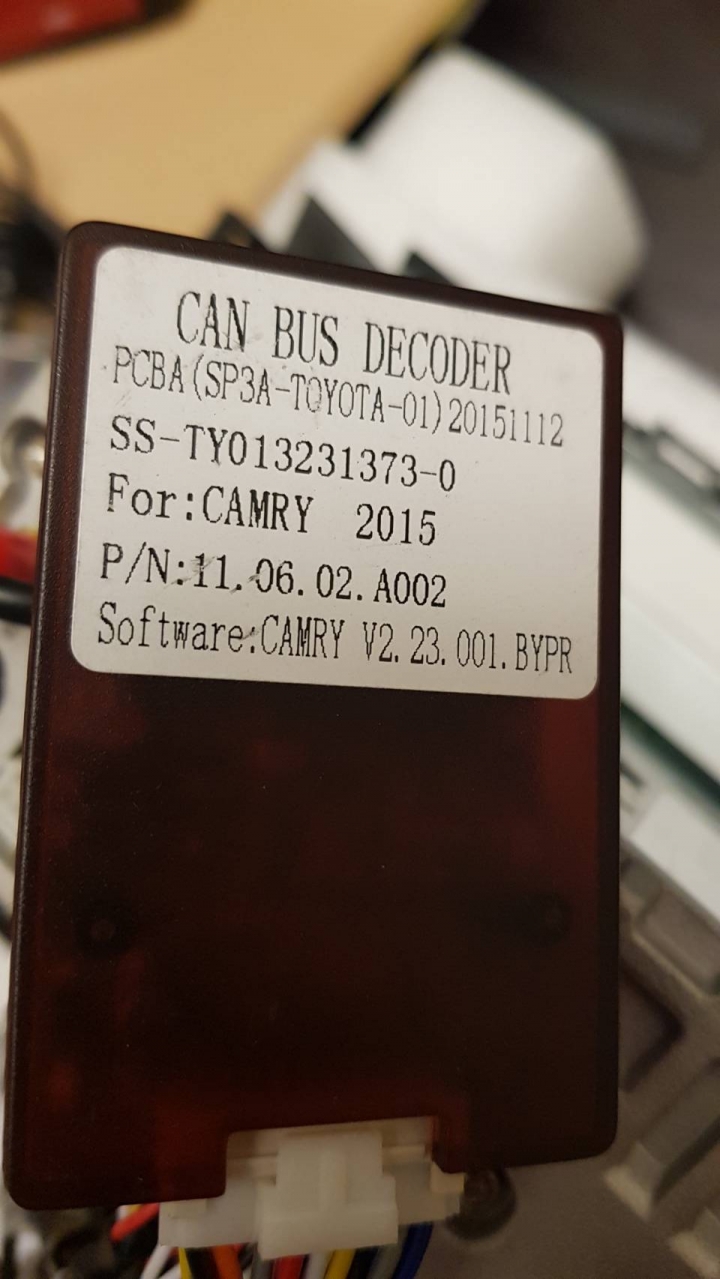 CAN BUS DECODER
PCBA(SP3A-TOYOTA-01)20151112
SS-TY013231373-0
For:CAMRY 2015
P/N:11.06.02.A002
Software:CAMRY V2.23.001.BYPR